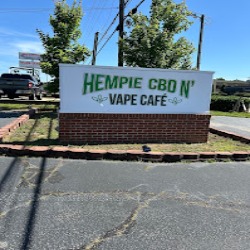 HEMPIE CBD N'
VAPE CAFÉ